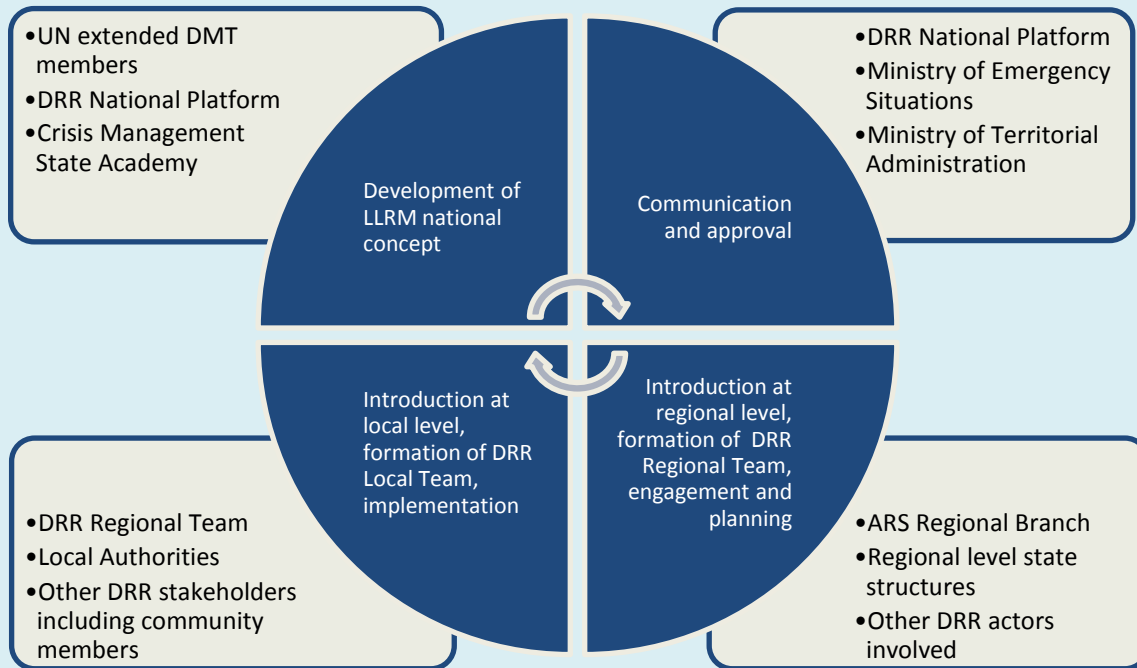 •UN extended DMT
members
•DRR National Platform
•Crisis Management
State Academy
Development of
LLRM national
concept
•DRR National Platform
•Ministry of Emergency
Situations
•Ministry of Territorial
Administration
Communication
and approval
Introduction at
local level,
formation of DRR
Local Team,
implementation
•DRR Regional Team
•Local Authorities
•Other DRR stakeholders
including community
members
Introduction at
regional level,
formation of DRR
Regional Team,
engagement and
planning
•ARS Regional Branch
•Regional level state
structures
•Other DRR actors
involved